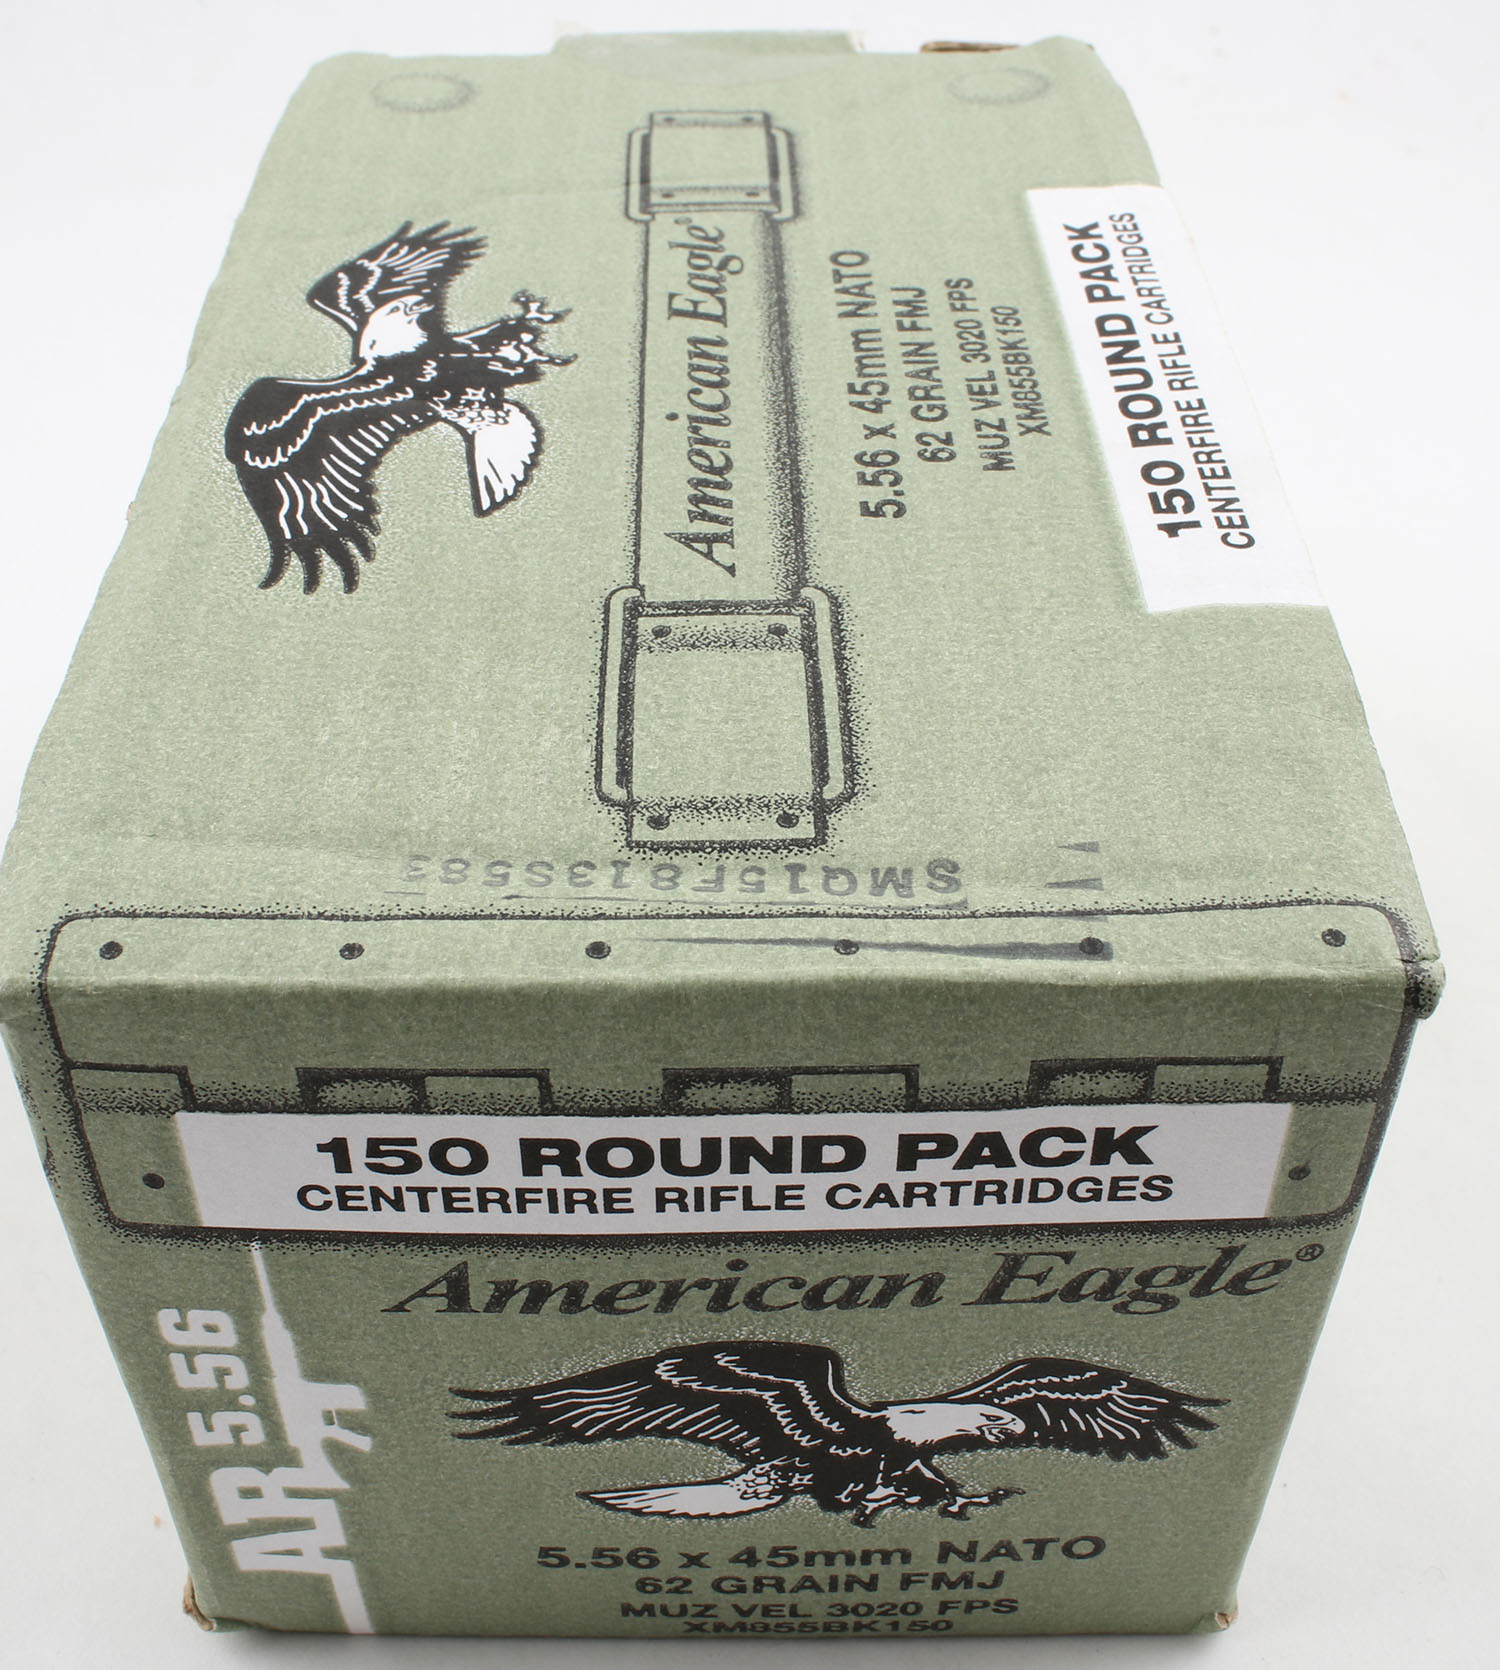 American Eagle®
5.56 x 45mm NATO
62 GRAIN FMJ
MUZ VEL 3020 FPS
XM855BK150
150 ROUND PACK
CENTERFIRE RIFLE CARTRIDGES
SMQ15F813S583
150 ROUND PACK
CENTERFIRE RIFLE CARTRIDGES
American Eagle®
AR 5.56
5.56 x 45mm NATO
62 GRAIN FMJ
MUZ VEL 3020 FPS
XM855BK150